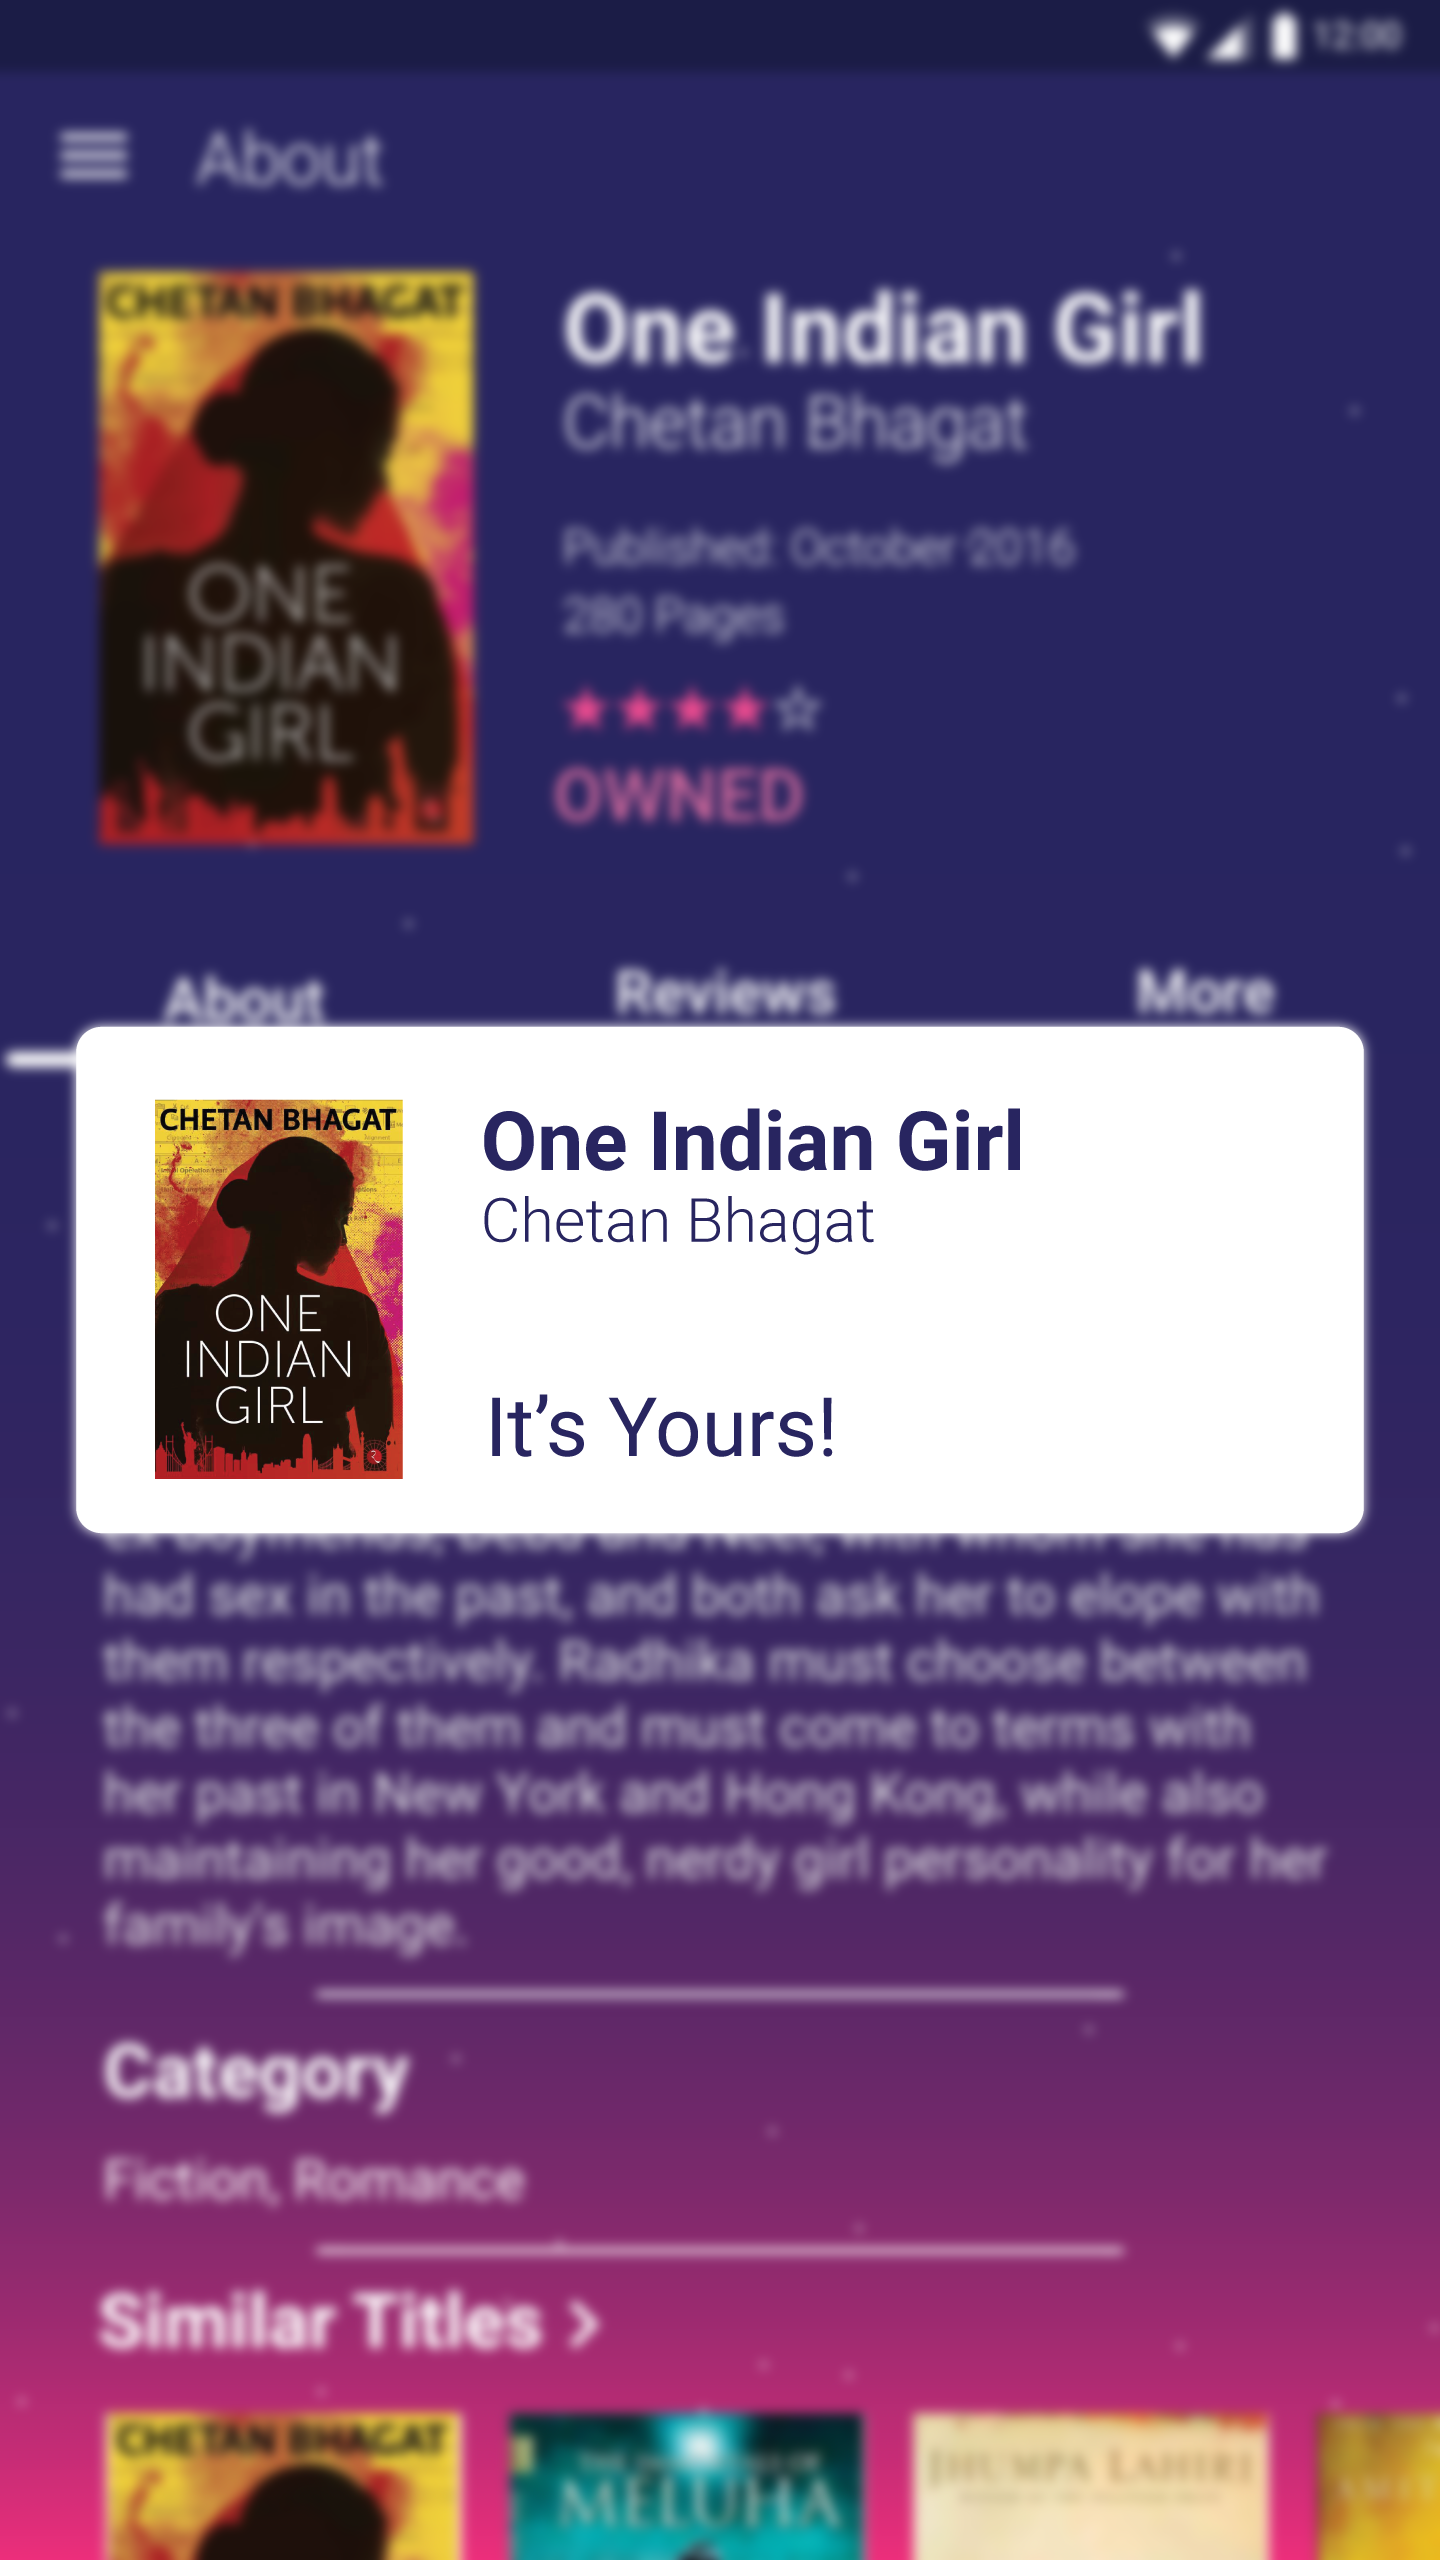 12:00
About
CHETAN BHAGAT
ONE
INDIAN
GIRL
One Indian Girl
Chetan Bhagat
Published: October 2016
280 Pages
OWNED
About
Reviews
More
CHETAN BHAGAT
ONE
INDIAN
GIRL
One Indian Girl
Chetan Bhagat
It’s Yours!
had sex in the past, and both ask her to elope with
them respectively. Radhika must choose between
the three of them and must come to terms with
her past in New York and Hong Kong, while also
maintaining her good, nerdy girl personality for her
family's image.
Category
Fiction, Romance
Similar Titles
CHETAN BHAGAT
MELUHA
JHUMPA LAHIRI